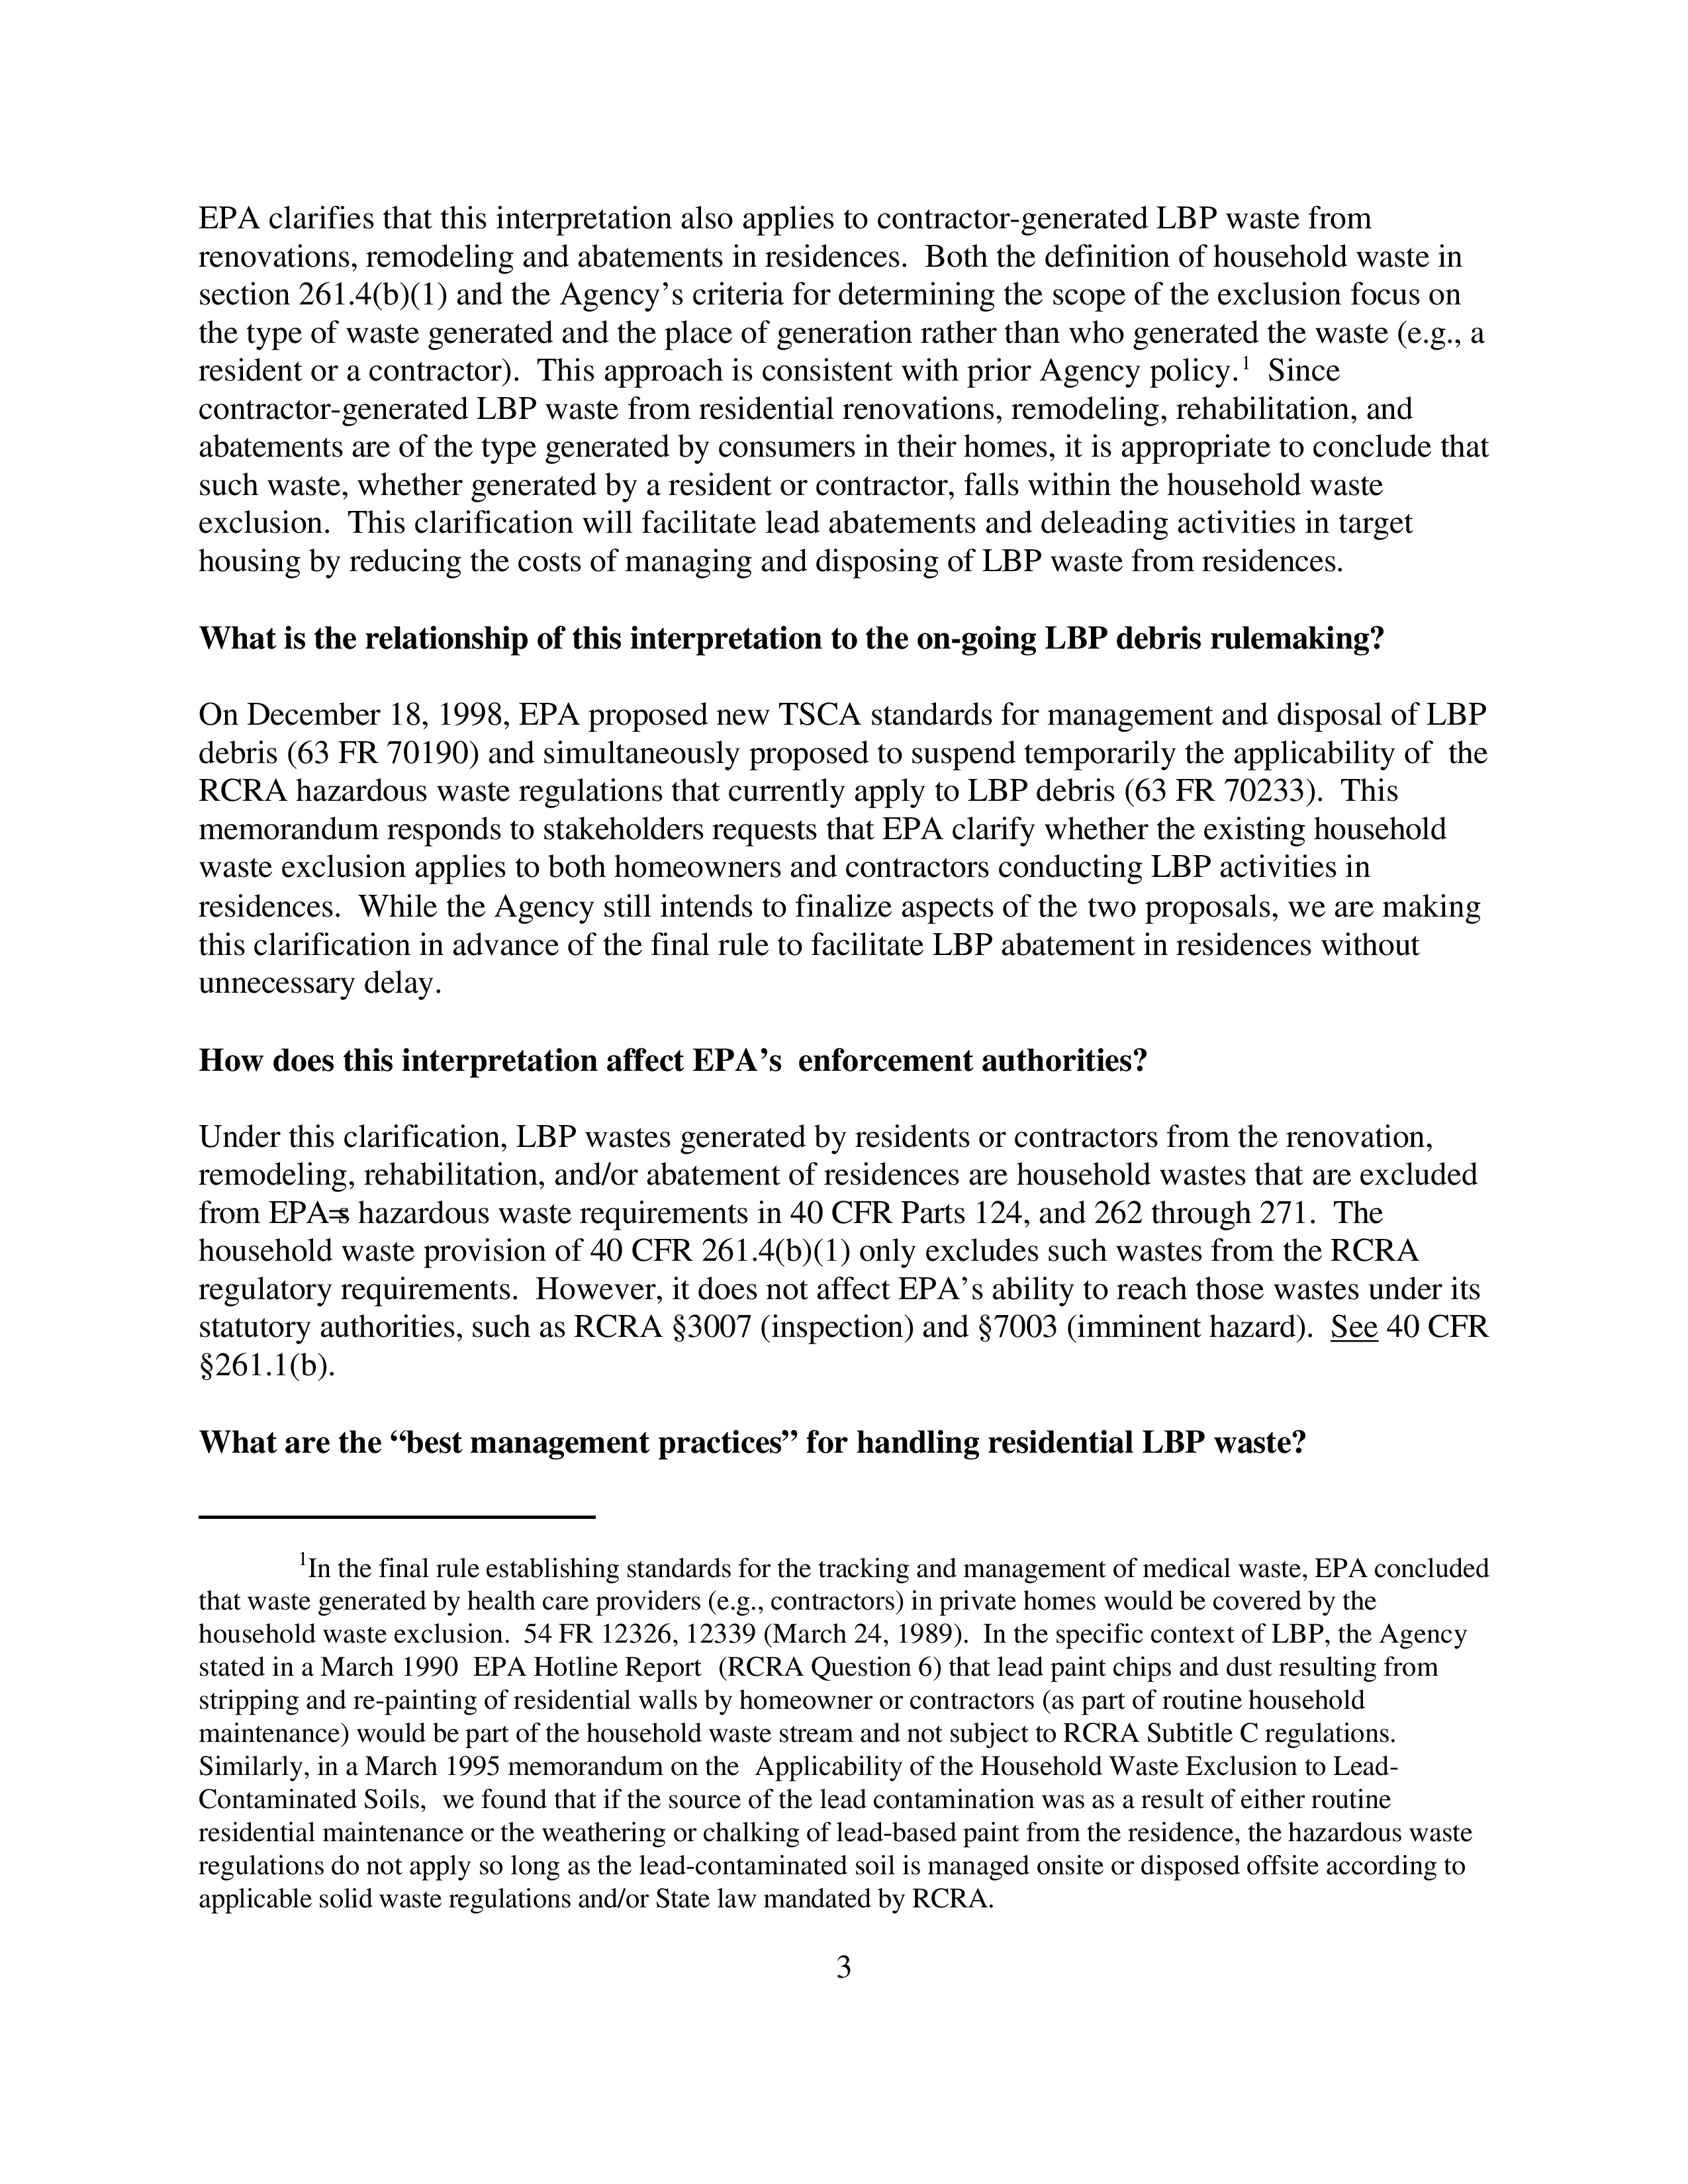 EPA clarifies that this interpretation also applies to contractor-generated LBP waste from
renovations, remodeling and abatements in residences.  Both the definition of household waste in
section 261.4(b)(1) and the Agency’s criteria for determining the scope of the exclusion focus on
the type of waste generated and the place of generation rather than who generated the waste (e.g., a
resident or a contractor).  This approach is consistent with prior Agency policy.1  Since
contractor-generated LBP waste from residential renovations, remodeling, rehabilitation, and
abatements are of the type generated by consumers in their homes, it is appropriate to conclude that
such waste, whether generated by a resident or contractor, falls within the household waste
exclusion.  This clarification will facilitate lead abatements and deleading activities in target
housing by reducing the costs of managing and disposing of LBP waste from residences.
What is the relationship of this interpretation to the on-going LBP debris rulemaking?
On December 18, 1998, EPA proposed new TSCA standards for management and disposal of LBP
debris (63 FR 70190) and simultaneously proposed to suspend temporarily the applicability of  the
RCRA hazardous waste regulations that currently apply to LBP debris (63 FR 70233).  This
memorandum responds to stakeholders requests that EPA clarify whether the existing household
waste exclusion applies to both homeowners and contractors conducting LBP activities in
residences.  While the Agency still intends to finalize aspects of the two proposals, we are making
this clarification in advance of the final rule to facilitate LBP abatement in residences without
unnecessary delay.
How does this interpretation affect EPA’s  enforcement authorities?
Under this clarification, LBP wastes generated by residents or contractors from the renovation,
remodeling, rehabilitation, and/or abatement of residences are household wastes that are excluded
from EPA=s hazardous waste requirements in 40 CFR Parts 124, and 262 through 271.  The
household waste provision of 40 CFR 261.4(b)(1) only excludes such wastes from the RCRA
regulatory requirements.  However, it does not affect EPA’s ability to reach those wastes under its
statutory authorities, such as RCRA §3007 (inspection) and §7003 (imminent hazard).  See 40 CFR
§261.1(b).
What are the “best management practices” for handling residential LBP waste?
1In the final rule establishing standards for the tracking and management of medical waste, EPA concluded
that waste generated by health care providers (e.g., contractors) in private homes would be covered by the
household waste exclusion.  54 FR 12326, 12339 (March 24, 1989).  In the specific context of LBP, the Agency
stated in a March 1990  EPA Hotline Report  (RCRA Question 6) that lead paint chips and dust resulting from
stripping and re-painting of residential walls by homeowner or contractors (as part of routine household
maintenance) would be part of the household waste stream and not subject to RCRA Subtitle C regulations.
Similarly, in a March 1995 memorandum on the  Applicability of the Household Waste Exclusion to Lead-
Contaminated Soils,  we found that if the source of the lead contamination was as a result of either routine
residential maintenance or the weathering or chalking of lead-based paint from the residence, the hazardous waste
regulations do not apply so long as the lead-contaminated soil is managed onsite or disposed offsite according to
applicable solid waste regulations and/or State law mandated by RCRA.
3